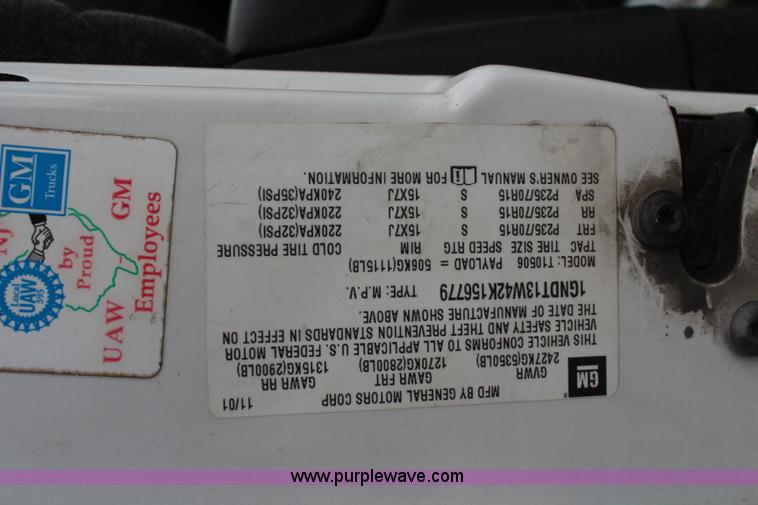 MFD BY GENERAL MOTORS CORP 11/01
GM
GVWR GAWR FRT GAWR RR
2427KG(5350LB) 1270KG(2800LB) 1315KG(2900LB)
THIS VEHICLE CONFORMS TO ALL APPLICABLE U.S. FEDERAL MOTOR
VEHICLE SAFETY AND THEFT PREVENTION STANDARDS IN EFFECT ON
THE DATE OF MANUFACTURE SHOWN ABOVE.
1GNDT13W42K156779 TYPE: M.P.V.
MODEL: T10506 PAYLOAD = 506KG(1115LB)
TPAC TIRE SIZE SPEED RTG RIM COLD TIRE PRESSURE
FRT P235/70R15 S 15X7J 220KPA(32PSI)
RR P235/70R15 S 15X7J 220KPA(32PSI)
SPA P235/70R15 S 15X7J 240KPA(35PSI)
SEE OWNER'S MANUAL FOR MORE INFORMATION.
GM
Trucks
NJ
by
Proud
UAW - GM
Employees
Local
UAW
595
www.purplewave.com